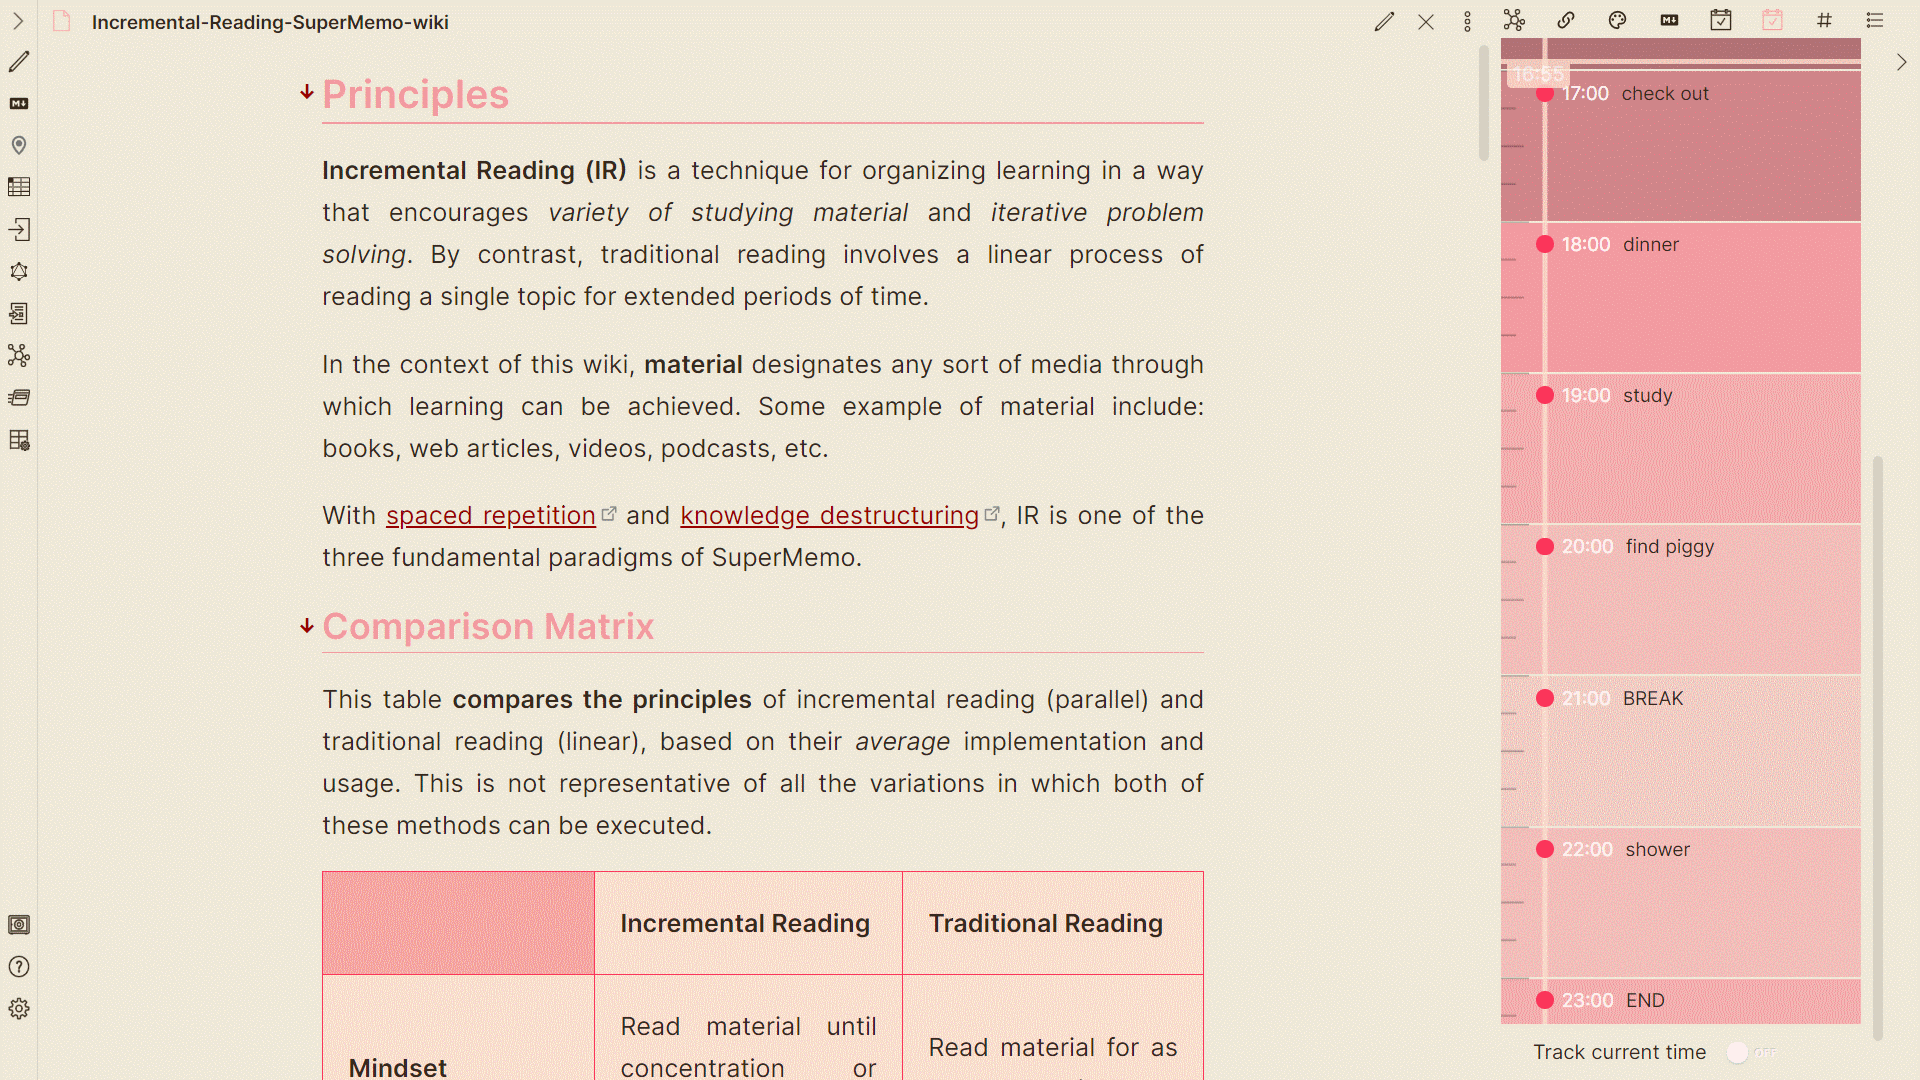 Incremental-Reading-SuperMemo-wiki
Principles
Incremental Reading (IR) is a technique for organizing learning in a way
that encourages variety of studying material and iterative problem
solving. By contrast, traditional reading involves a linear process of
reading a single topic for extended periods of time.
In the context of this wiki, material designates any sort of media through
which learning can be achieved. Some example of material include:
books, web articles, videos, podcasts, etc.
With spaced repetition and knowledge destructuring, IR is one of the
three fundamental paradigms of SuperMemo.
Comparison Matrix
This table compares the principles of incremental reading (parallel) and
traditional reading (linear), based on their average implementation and
usage. This is not representative of all the variations in which both of
these methods can be executed.
Incremental Reading
Traditional Reading
Mindset
Read material until
concentration or
Read material for as
16:55
17:00 check out
18:00 dinner
19:00 study
20:00 find piggy
21:00 BREAK
22:00 shower
23:00 END
Track current time OFF